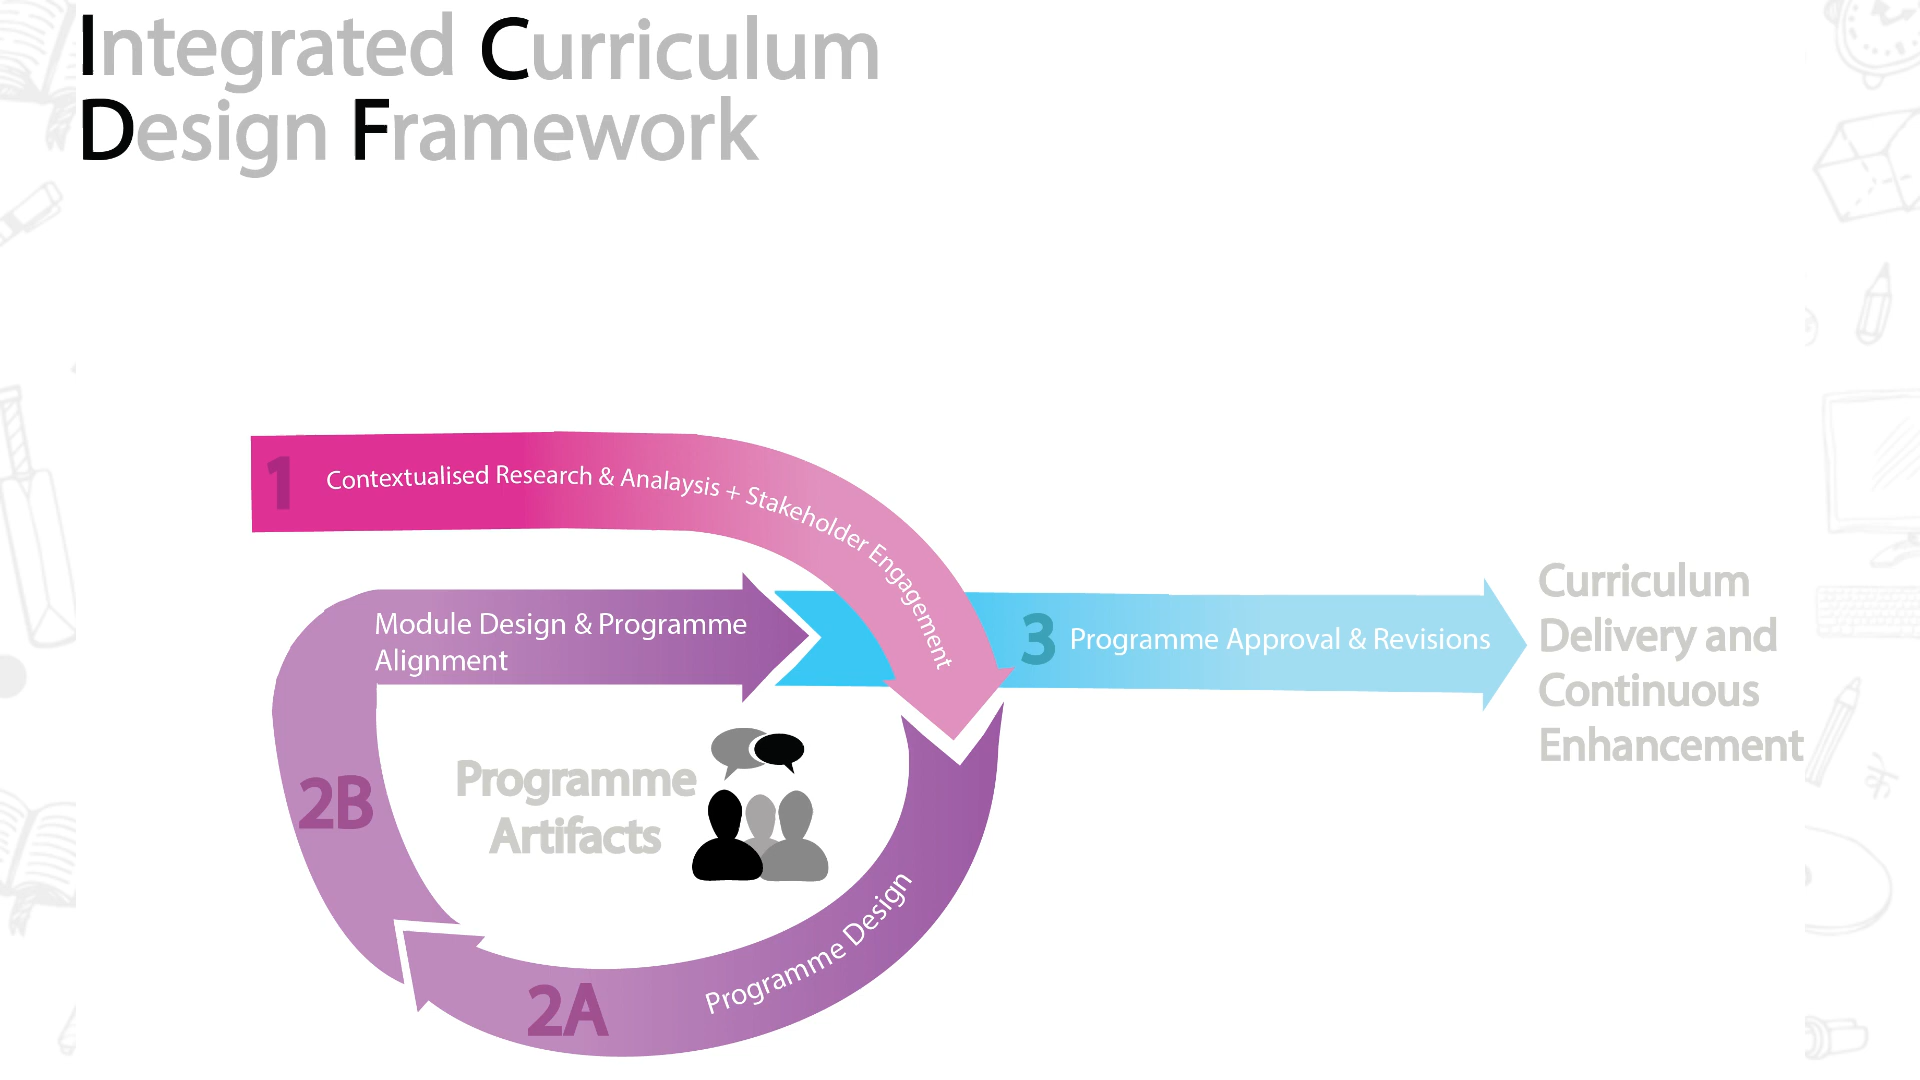 Integrated Curriculum
Design Framework
1 Contextualised Research & Analaysis + Stakeholder Engagement
Module Design & Programme
Alignment
3 Programme Approval & Revisions
Curriculum
Delivery and
Continuous
Enhancement
2B
Programme
Artifacts
Programme Design
2A